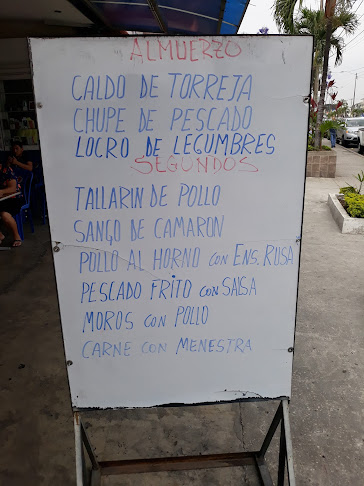 ALMUERZO
CALDO DE TORREJA
CHUPE DE PESCADO
LOCRO DE LEGUMBRES
SEGUNDOS
TALLARIN DE POLLO
SANGO DE CAMARON
POLLO AL HORNO CON ENS. RUSA
PESCADO FRITO CON SALSA
MOROS CON POLLO
CARNE CON MENESTRA